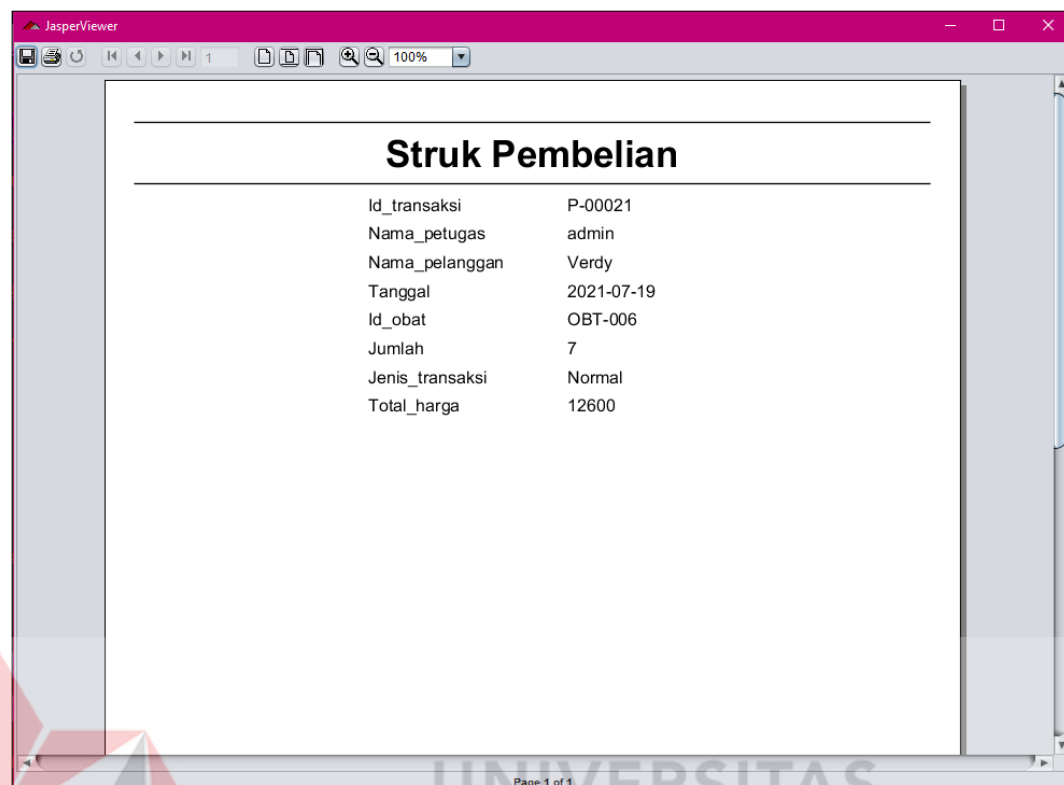 JasperViewer
1 100%
Struk Pembelian
Id_transaksi P-00021
Nama_petugas admin
Nama_pelanggan Verdy
Tanggal 2021-07-19
Id_obat OBT-006
Jumlah 7
Jenis_transaksi Normal
Total_harga 12600
UNIVERSITAS
Page 1 of 1